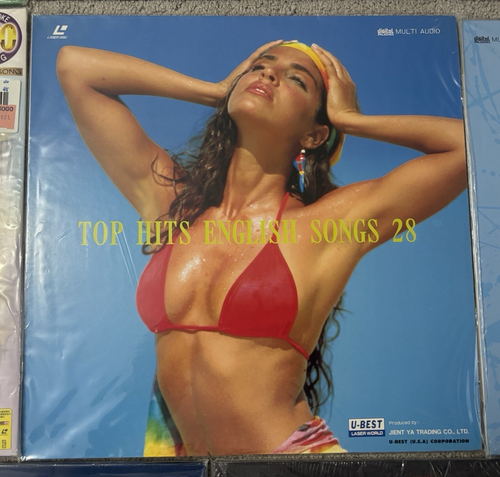 LASERDISC
digital MULTI AUDIO
TOP HITS ENGLISH SONGS 28
U-BEST
LASER WORLD
Produced by:
JIENT YA TRADING CO., LTD.
U-BEST (U.S.A) CORPORATION